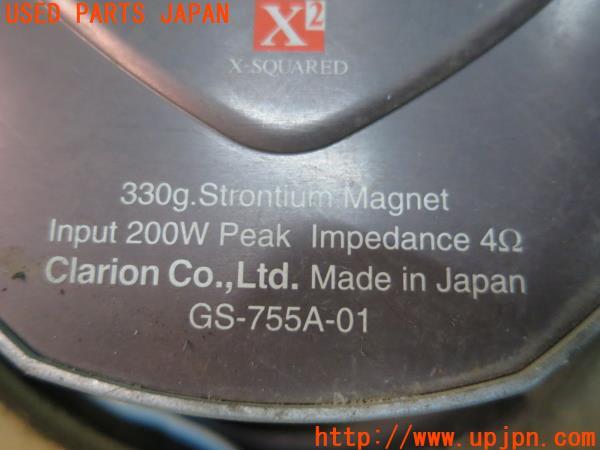 USED PARTS JAPAN
X2
X-SQUARED
330g.Strontium Magnet
Input 200W Peak Impedance 4Ω
Clarion Co.,Ltd. Made in Japan
GS-755A-01
http://www.upjpn.com